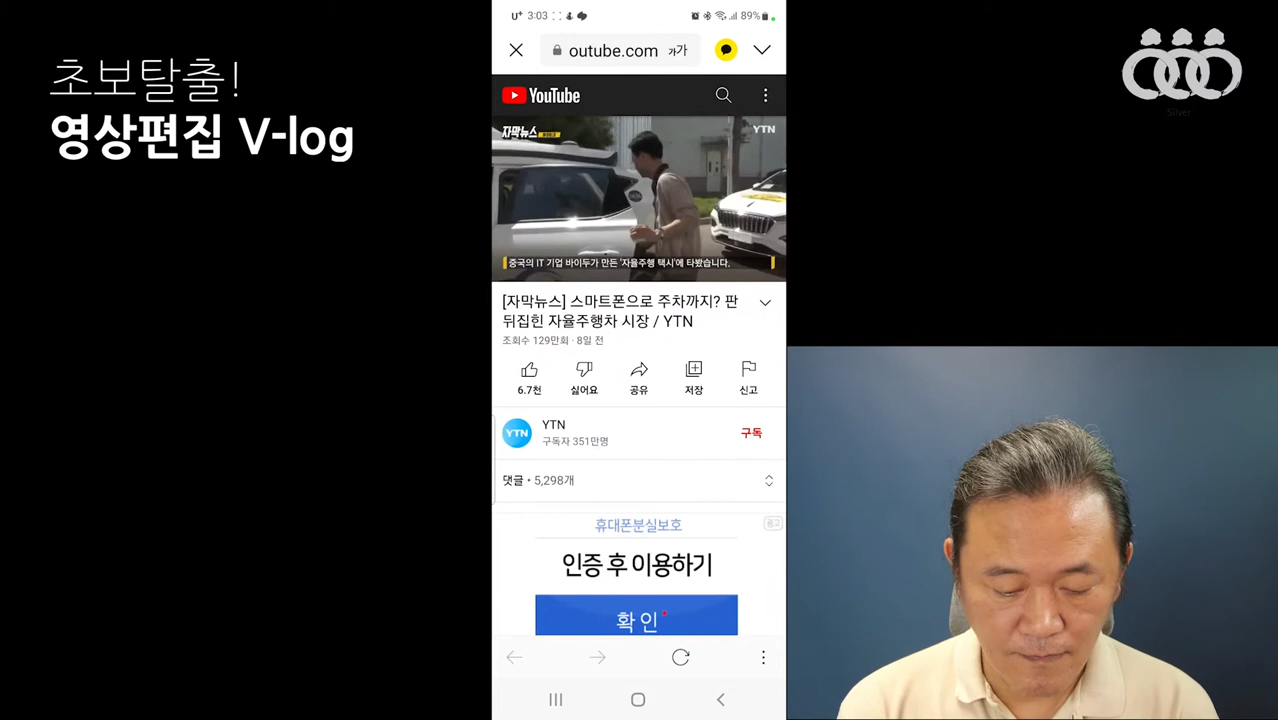 초보탈출!
영상편집 V-log
U+ 3:03
89%
outube.com 가가
YouTube
자막뉴스
YTN
중국의 IT 기업 바이두가 만든 '자율주행 택시'에 타봤습니다.
[자막뉴스] 스마트폰으로 주차까지? 판
뒤집힌 자율주행차 시장 / YTN
조회수 129만회 · 8일 전
6.7천 싫어요 공유 저장 신고
YTN
YTN
구독자 351만명
구독
댓글 • 5,298개
휴대폰분실보호
광고
인증 후 이용하기
확인
Silver